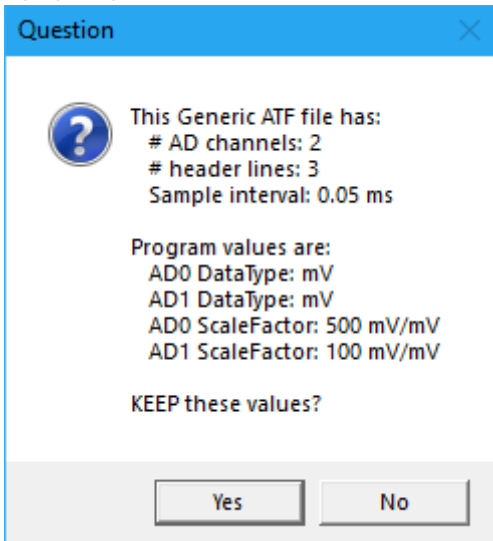 Question
This Generic ATF file has:
# AD channels: 2
# header lines: 3
Sample interval: 0.05 ms
Program values are:
AD0 DataType: mV
AD1 DataType: mV
AD0 ScaleFactor: 500 mV/mV
AD1 ScaleFactor: 100 mV/mV
KEEP these values?
Yes No